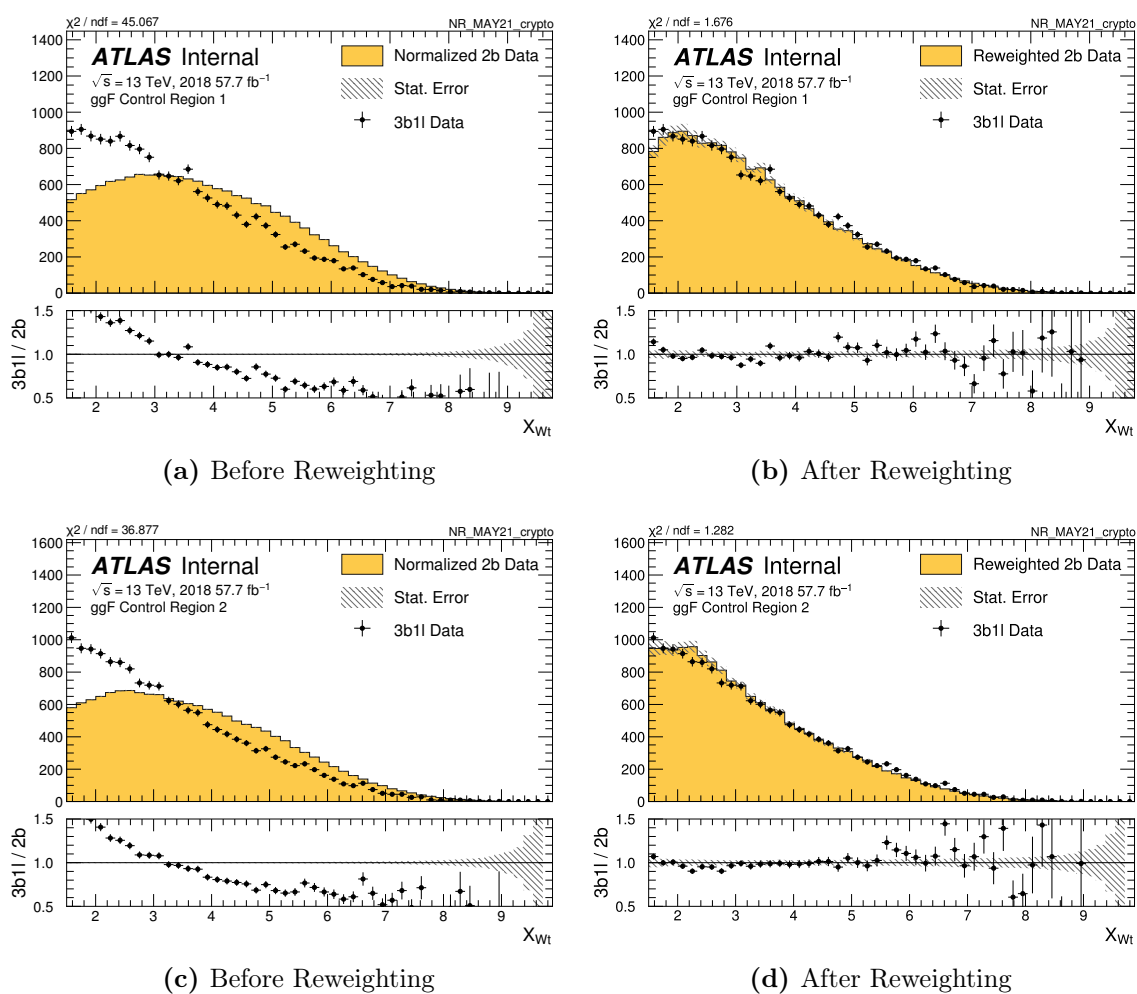 χ2 / ndf = 45.067 NR_MAY21_crypto
ATLAS Internal
√s = 13 TeV, 2018 57.7 fb⁻¹
ggF Control Region 1
Normalized 2b Data
Stat. Error
3b1l Data
1400
1200
1000
800
600
400
200
0
3b1l / 2b
1.5
1.0
0.5
2 3 4 5 6 7 8 9
X_Wt
(a) Before Reweighting
χ2 / ndf = 1.676 NR_MAY21_crypto
ATLAS Internal
√s = 13 TeV, 2018 57.7 fb⁻¹
ggF Control Region 1
Reweighted 2b Data
Stat. Error
3b1l Data
1400
1200
1000
800
600
400
200
0
3b1l / 2b
1.5
1.0
0.5
2 3 4 5 6 7 8 9
X_Wt
(b) After Reweighting
χ2 / ndf = 36.877 NR_MAY21_crypto
ATLAS Internal
√s = 13 TeV, 2018 57.7 fb⁻¹
ggF Control Region 2
Normalized 2b Data
Stat. Error
3b1l Data
1600
1400
1200
1000
800
600
400
200
0
3b1l / 2b
1.5
1.0
0.5
2 3 4 5 6 7 8 9
X_Wt
(c) Before Reweighting
χ2 / ndf = 1.282 NR_MAY21_crypto
ATLAS Internal
√s = 13 TeV, 2018 57.7 fb⁻¹
ggF Control Region 2
Reweighted 2b Data
Stat. Error
3b1l Data
1600
1400
1200
1000
800
600
400
200
0
3b1l / 2b
1.5
1.0
0.5
2 3 4 5 6 7 8 9
X_Wt
(d) After Reweighting